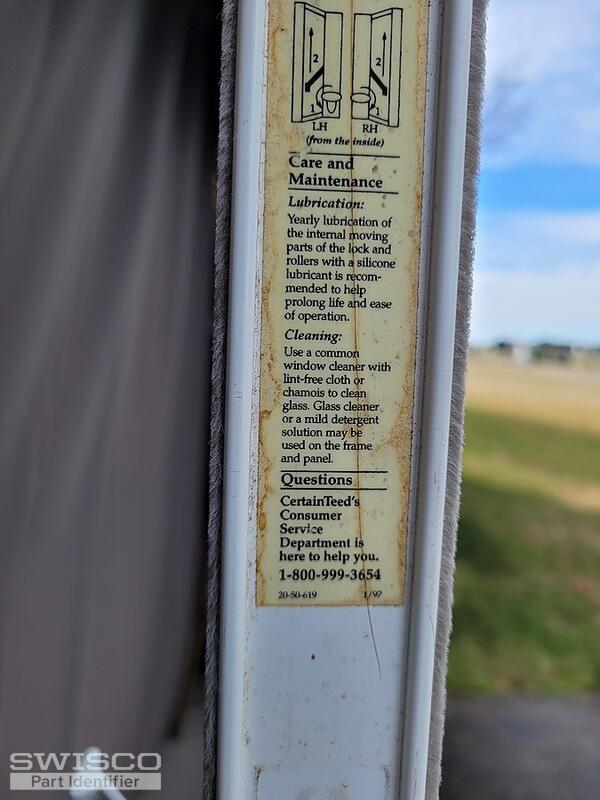 2 2
1 1
LH RH
(from the inside)
Care and
Maintenance
Lubrication:
Yearly lubrication of
the internal moving
parts of the lock and
rollers with a silicone
lubricant is recom-
mended to help
prolong life and ease
of operation.
Cleaning:
Use a common
window cleaner with
lint-free cloth or
chamois to clean
glass. Glass cleaner
or a mild detergent
solution may be
used on the frame
and panel.
Questions
CertainTeed's
Consumer
Service
Department is
here to help you.
1-800-999-3654
20-50-619 1/97
SWISCO
Part Identifier